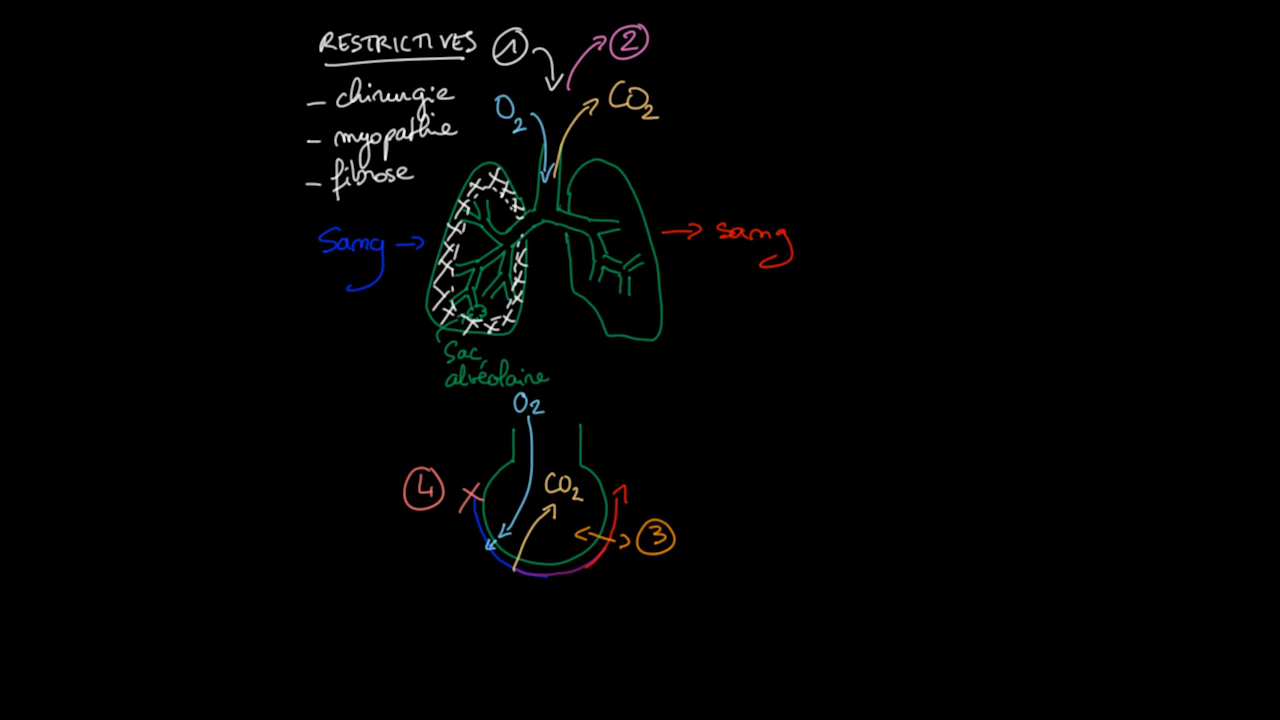 RESTRICTIVES
- chirurgie
- myopathie
- fibrose
1
2
O2
CO2
Sang
sang
Sac
alvéolaire
O2
CO2
4
3